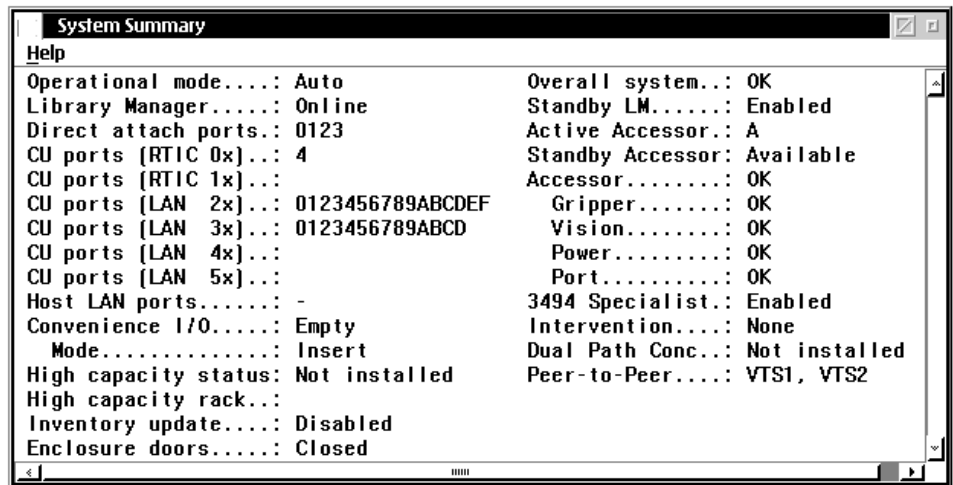 System Summary
Help
Operational mode....: Auto Overall system..: OK
Library Manager.....: Online Standby LM......: Enabled
Direct attach ports.: 0123 Active Accessor.: A
CU ports (RTIC 0x)..: 4 Standby Accessor: Available
CU ports (RTIC 1x)..: Accessor........: OK
CU ports (LAN 2x)..: 0123456789ABCDEF Gripper.......: OK
CU ports (LAN 3x)..: 0123456789ABCD Vision........: OK
CU ports (LAN 4x)..: Power.........: OK
CU ports (LAN 5x)..: Port..........: OK
Host LAN ports......: - 3494 Specialist.: Enabled
Convenience I/O.....: Empty Intervention....: None
Mode..............: Insert Dual Path Conc..: Not installed
High capacity status: Not installed Peer-to-Peer....: VTS1, VTS2
High capacity rack..:
Inventory update....: Disabled
Enclosure doors.....: Closed